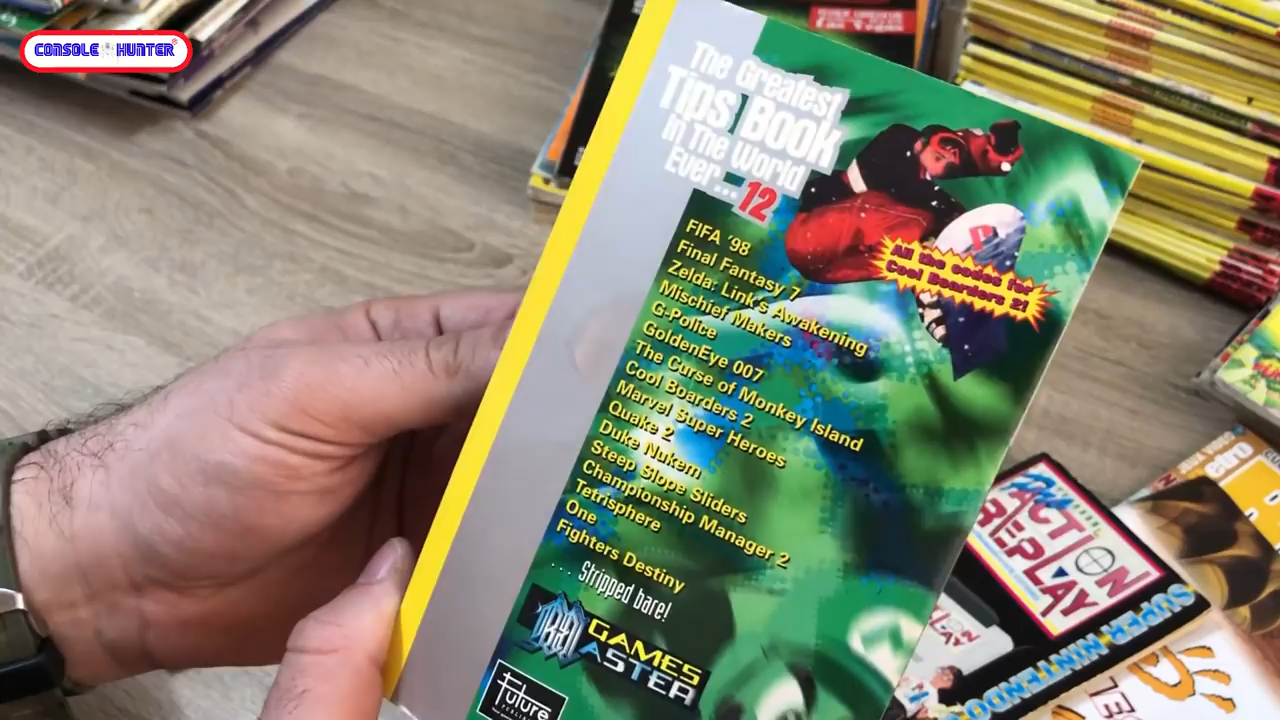 CONSOLE HUNTER®
The Greatest
Tips Book
In The World
Ever... 12
FIFA '98
Final Fantasy 7
Zelda: Link's Awakening
Mischief Makers
G-Police
GoldenEye 007
The Curse of Monkey Island
Cool Boarders 2
Marvel Super Heroes
Quake 2
Duke Nukem
Steep Slope Sliders
Championship Manager 2
Tetrisphere
One
Fighters Destiny
... Stripped bare!
All the codes for
Cool Boarders 2!
GAMES
MASTER
Future
ACTION
REPLAY
SUPER NINTENDO